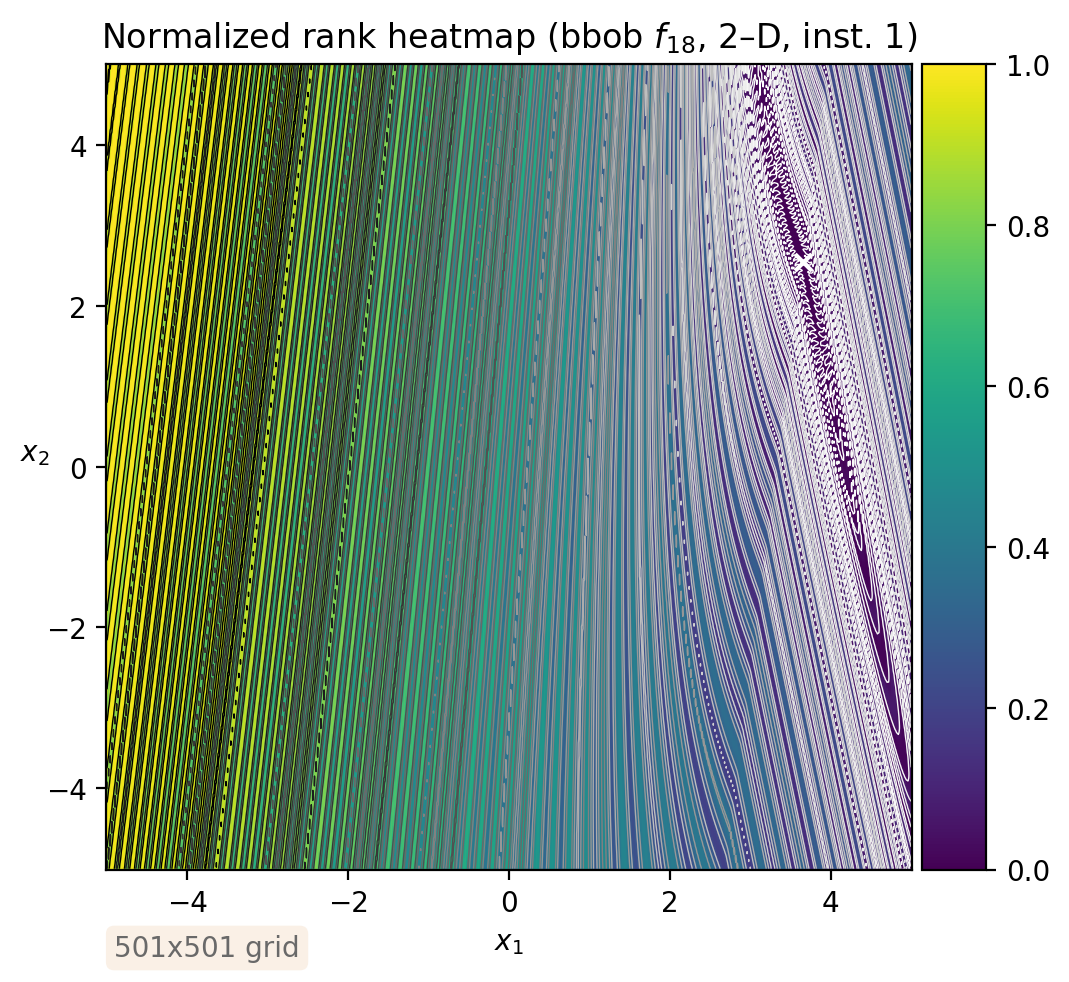 Normalized rank heatmap (bbob f18, 2–D, inst. 1)
1.0
0.8
0.6
0.4
0.2
0.0
4
2
0
−2
−4
x2
−4 −2 0 2 4
x1
501x501 grid